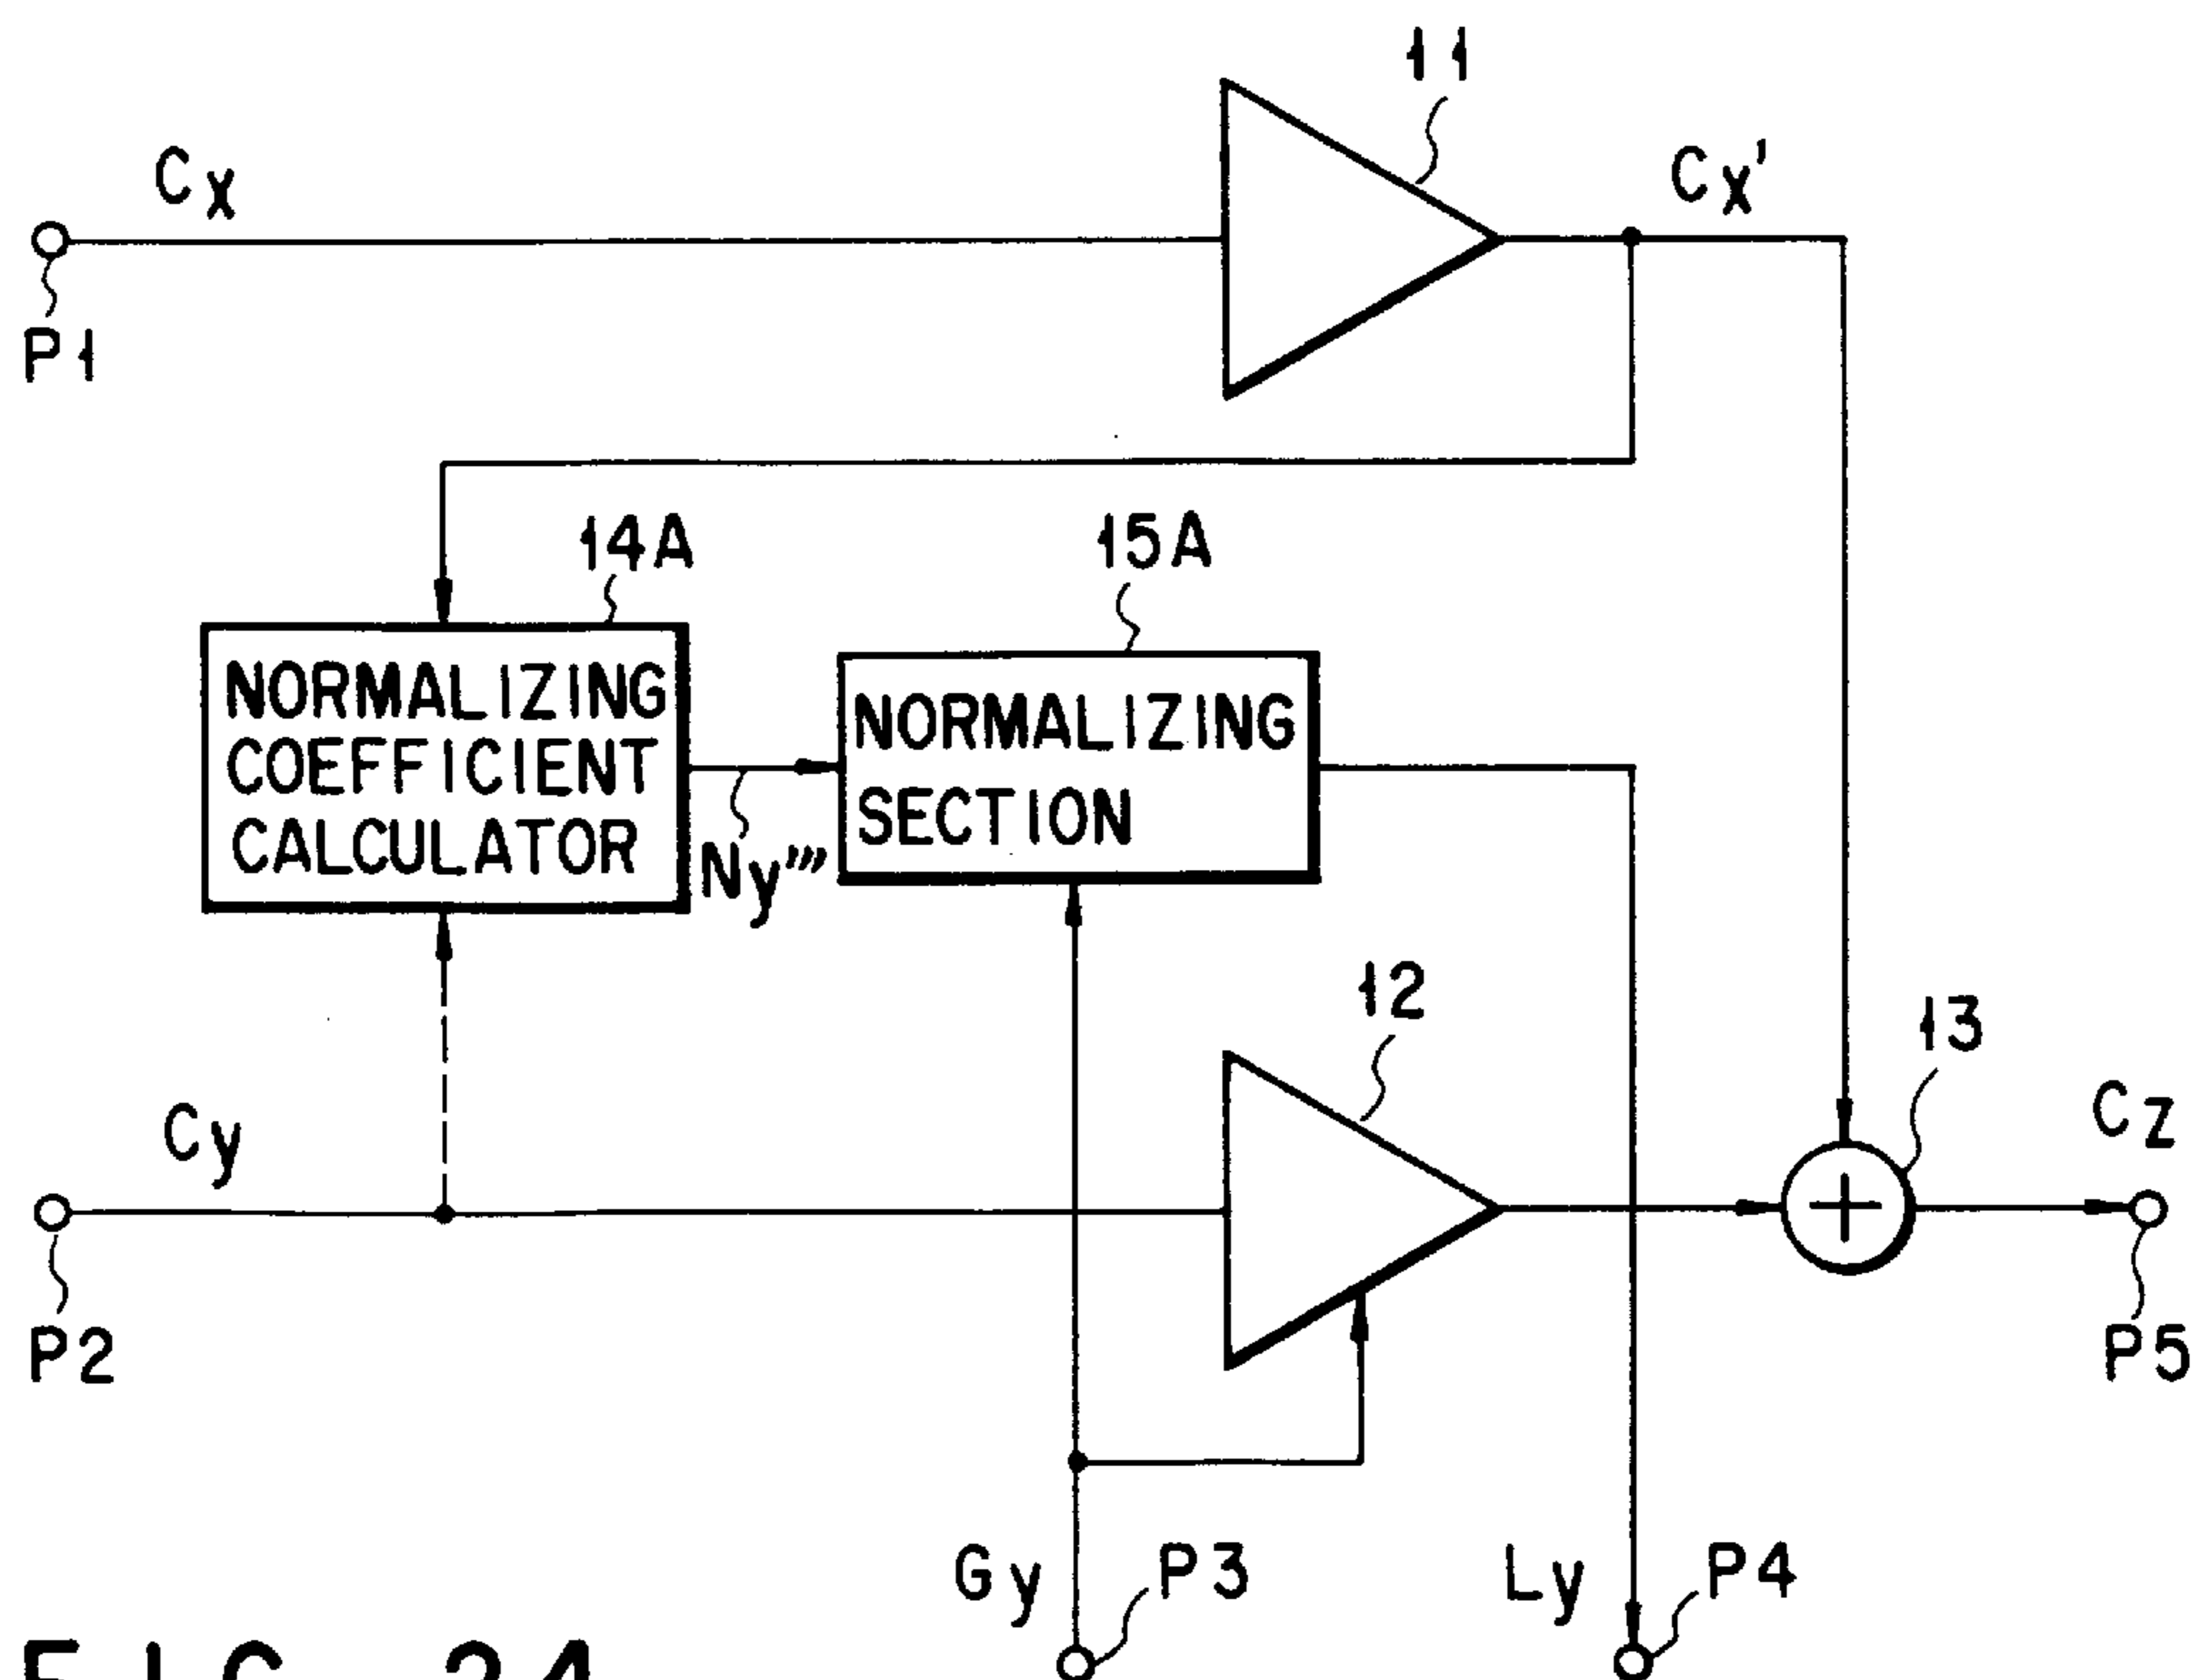 11
Cx
Cx'
P1
14A
15A
NORMALIZING
COEFFICIENT
CALCULATOR
NORMALIZING
SECTION
Ny'''
12
13
Cy
Cz
P2
P5
Gy
P3
Ly
P4
FIG. 24